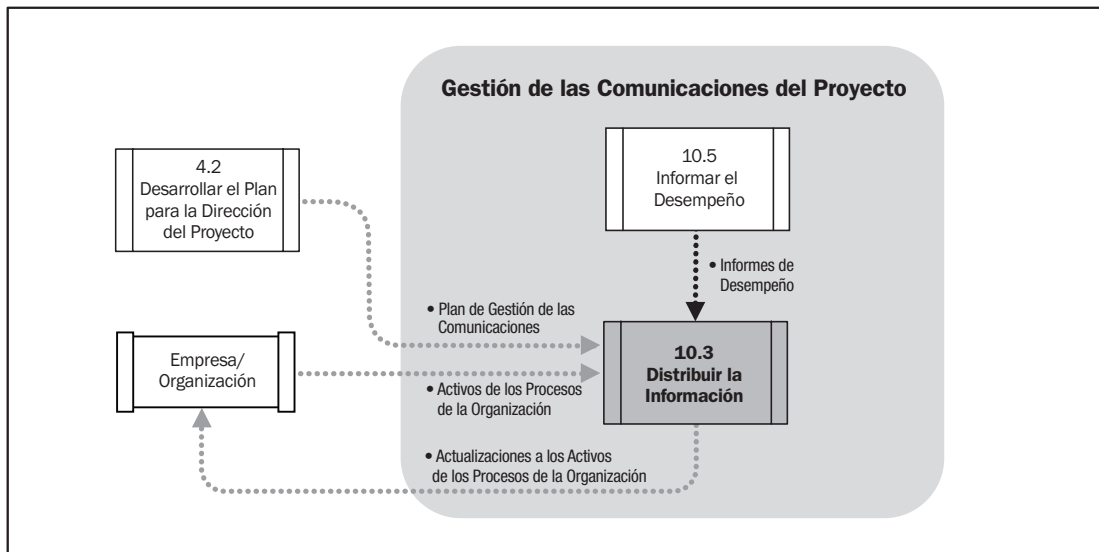 Gestión de las Comunicaciones del Proyecto
4.2
Desarrollar el Plan
para la Dirección
del Proyecto
10.5
Informar el
Desempeño
• Informes de
Desempeño
• Plan de Gestión de las
Comunicaciones
Empresa/
Organización
10.3
Distribuir la
Información
• Activos de los Procesos
de la Organización
• Actualizaciones a los Activos
de los Procesos de la Organización